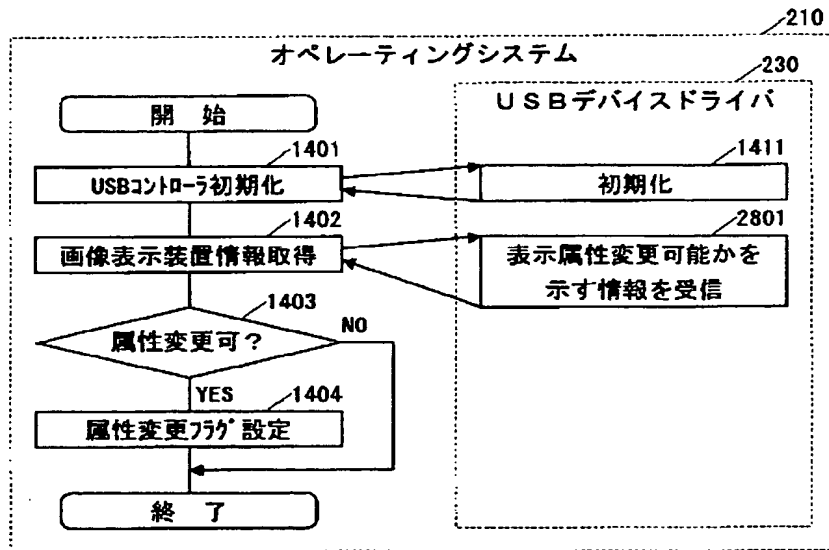 210
オペレーティングシステム
230
USBデバイスドライバ
開 始
1401
USBｺﾝﾄﾛｰﾗ初期化
1411
初期化
1402
画像表示装置情報取得
2801
表示属性変更可能かを
示す情報を受信
1403
属性変更可?
NO
YES
1404
属性変更ﾌﾗｸﾞ設定
終 了